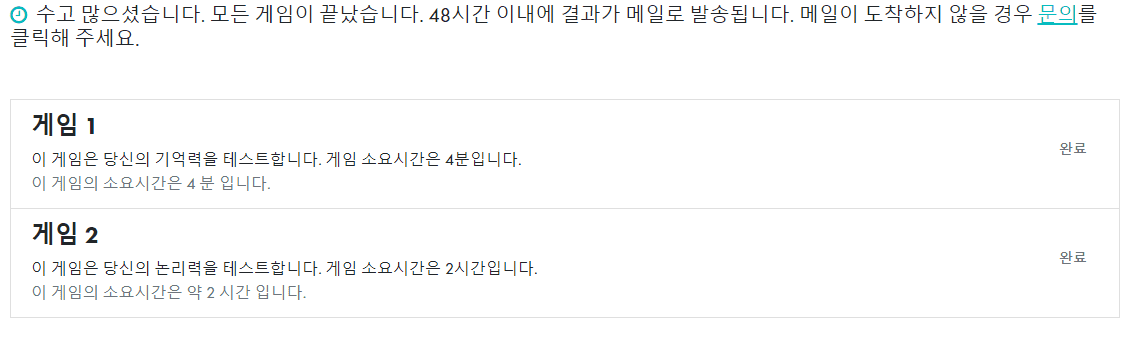 수고 많으셨습니다. 모든 게임이 끝났습니다. 48시간 이내에 결과가 메일로 발송됩니다. 메일이 도착하지 않을 경우 문의를
클릭해 주세요.
게임 1
이 게임은 당신의 기억력을 테스트합니다. 게임 소요시간은 4분입니다.
완료
이 게임의 소요시간은 4 분 입니다.
게임 2
이 게임은 당신의 논리력을 테스트합니다. 게임 소요시간은 2시간입니다.
완료
이 게임의 소요시간은 약 2 시간 입니다.